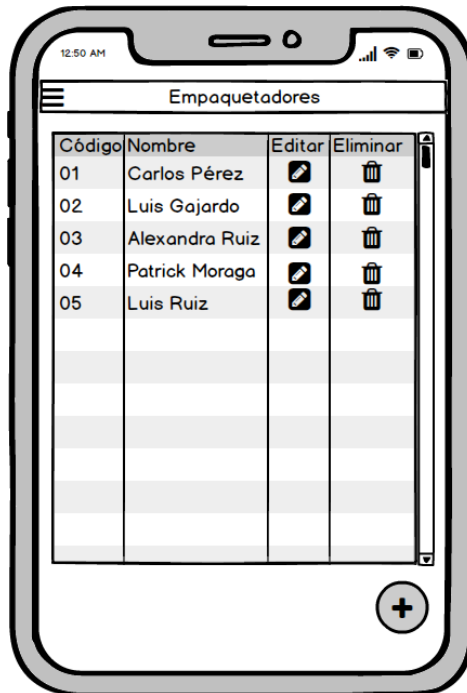 12:50 AM
Empaquetadores
Código Nombre Editar Eliminar
01 Carlos Pérez
02 Luis Gajardo
03 Alexandra Ruiz
04 Patrick Moraga
05 Luis Ruiz
+